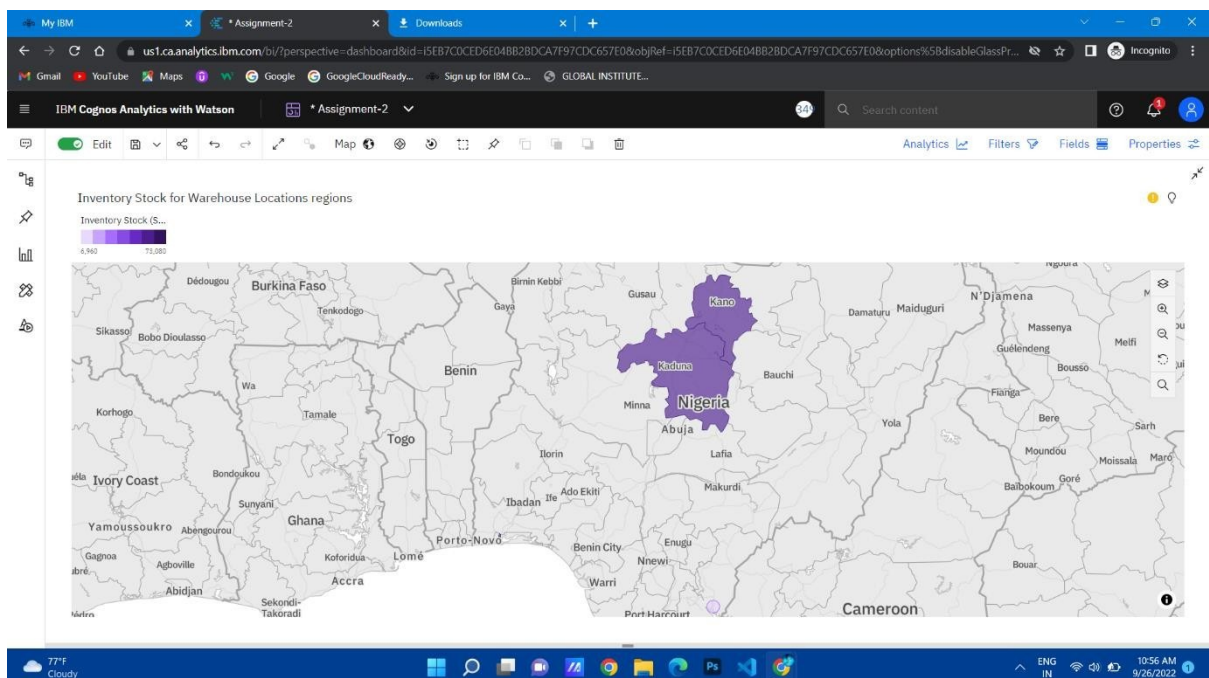 My IBM
* Assignment-2
Downloads
us1.ca.analytics.ibm.com/bi/?perspective=dashboard&id=i5EB7C0CED6E04BB2BDCA7F97CDC657E0&objRef=i5EB7C0CED6E04BB2BDCA7F97CDC657E0&options%5BdisableGlassPr...
Incognito
Gmail YouTube Maps Google GoogleCloudReady... Sign up for IBM Co... GLOBAL INSTITUTE...
IBM Cognos Analytics with Watson
* Assignment-2
Search content
Edit
Map
Analytics Filters Fields Properties
Inventory Stock for Warehouse Locations regions
Inventory Stock (S...
6,960 73,080
Dédougou
Burkina Faso
Birnin Kebbi
Gusau
Kano
N'Djamena
Tenkodogo
Gaya
Damaturu Maiduguri
Sikasso
Bobo Dioulasso
Massenya
Melfi
Guélendeng
Bousso
Wa
Benin
Kaduna
Bauchi
Fianga
Korhogo
Tamale
Minna
Nigeria
Bere
Sarh
Togo
Abuja
Yola
Ilorin
Lafia
Moundou
Moissala
Maro
Ivory Coast
Bondoukou
Makurdi
Baïbokoum
Goré
Sunyani
Ibadan
Ife
Ado Ekiti
Yamoussoukro
Abengourou
Ghana
Porto-Novo
Benin City
Enugu
Gagnoa
Agboville
Koforidua
Lomé
Nnewi
Bouar
Abidjan
Accra
Warri
Sekondi-
Takoradi
Port Harcourt
Cameroon
77°F
Cloudy
ENG
IN
10:56 AM
9/26/2022
1